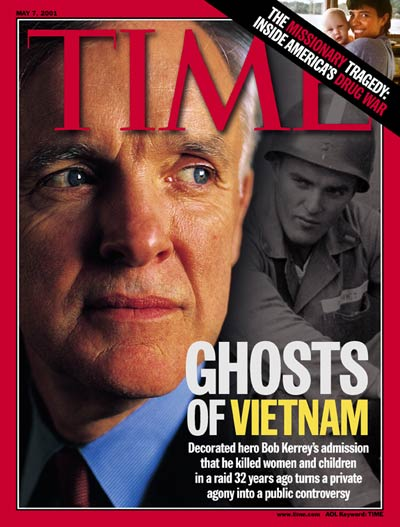 MAY 7, 2001
THE MISSIONARY TRAGEDY:
INSIDE AMERICA'S DRUG WAR
TIME
GHOSTS
OF VIETNAM
Decorated hero Bob Kerrey's admission
that he killed women and children
in a raid 32 years ago turns a private
agony into a public controversy
www.time.com AOL Keyword: TIME